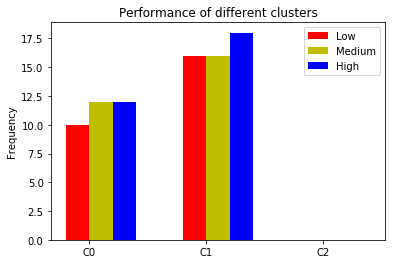 Performance of different clusters
Low
Medium
High
Frequency
17.5
15.0
12.5
10.0
7.5
5.0
2.5
0.0
C0
C1
C2